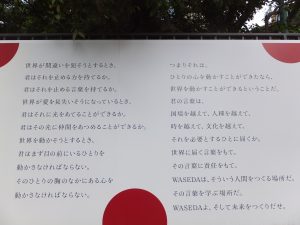 世界が間違いを犯そうとするとき、
君はそれを止める力を持てるか。
君はそれを止める言葉を持てるか。
世界が愛を見失いそうになっているとき、
君はそれに光をあてることができるか。
君はその光に仲間をあつめることができるか。
世界を動かそうとするとき、
君はまず目の前にいるひとりを
動かさなければならない。
そのひとりの胸のなかにある心を
動かさなければならない。
つまりそれは、
ひとりの心を動かすことができたなら、
世界を動かすことができるということだ。
君の言葉は、
国境を越えて、人種を越えて、
時を越えて、文化を越えて、
それを必要とするひとに届くか。
世界に届く言葉をもて。
その言葉に責任をもて。
WASEDAは、そういう人間をつくる場所だ。
その言葉を学ぶ場所だ。
WASEDAよ、そして未来をつくりだせ。